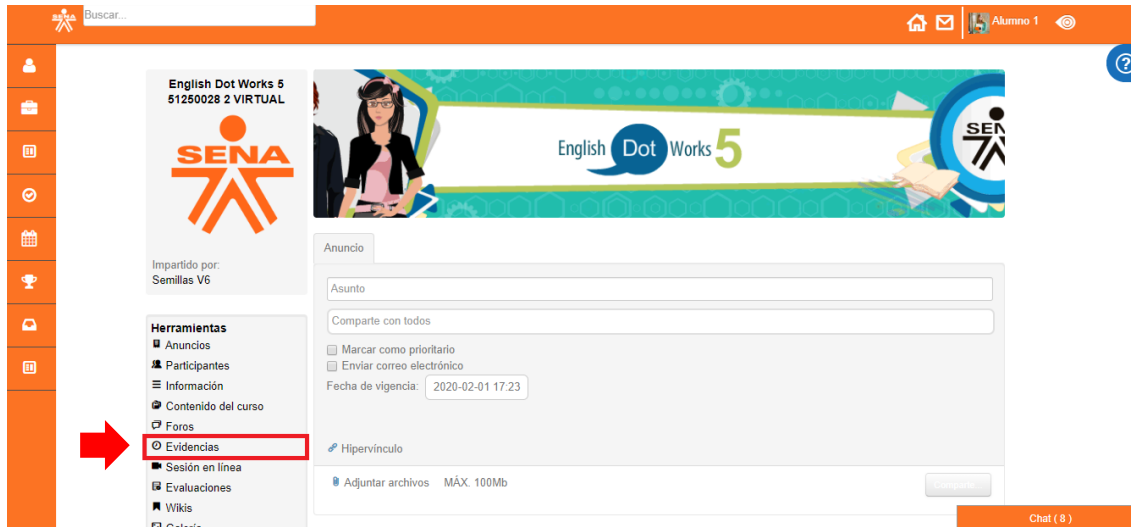 Buscar...
Alumno 1
English Dot Works 5
51250028 2 VIRTUAL
SENA
Impartido por:
Semillas V6
English Dot Works 5
SEN
Anuncio
Asunto
Comparte con todos
Marcar como prioritario
Enviar correo electrónico
Fecha de vigencia: 2020-02-01 17:23
Hipervínculo
Adjuntar archivos MÁX. 100Mb
Compartir
Herramientas
Anuncios
Participantes
Información
Contenido del curso
Foros
Evidencias
Sesión en línea
Evaluaciones
Wikis
Chat ( 8 )